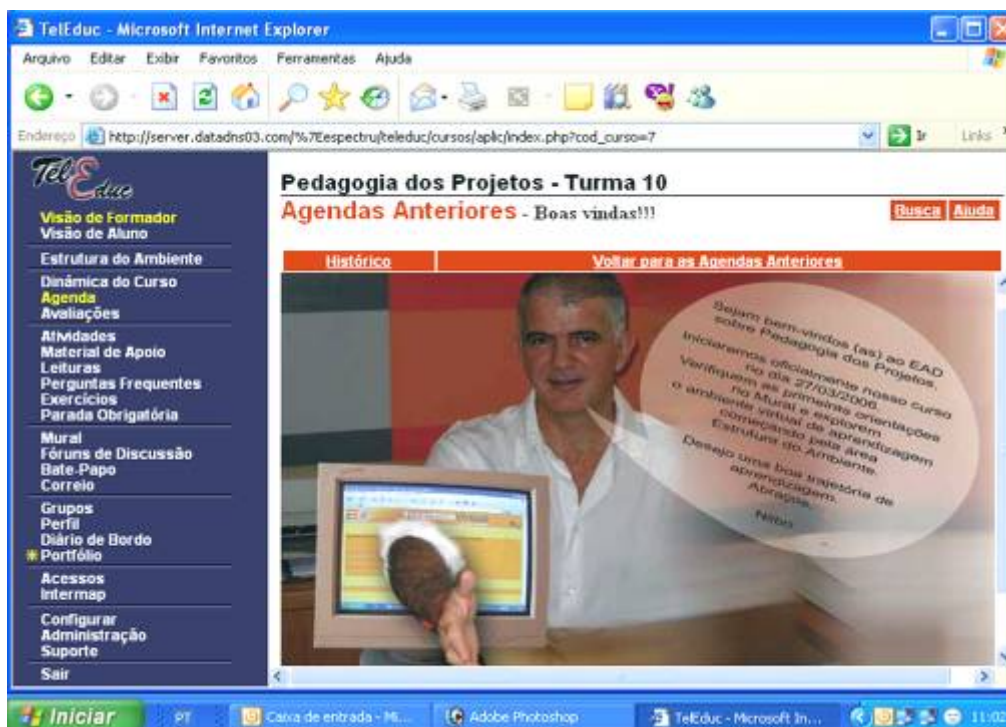 TelEduc - Microsoft Internet Explorer
Arquivo Editar Exibir Favoritos Ferramentas Ajuda
Endereço http://server.datadns03.com/%7Eespectru/teleduc/cursos/aplic/index.php?cod_curso=7 Ir Links
TelEduc
Visão de Formador
Visão de Aluno
Estrutura do Ambiente
Dinâmica do Curso
Agenda
Avaliações
Atividades
Material de Apoio
Leituras
Perguntas Frequentes
Exercícios
Parada Obrigatória
Mural
Fóruns de Discussão
Bate-Papo
Correio
Grupos
Perfil
Diário de Bordo
Portfólio
Acessos
Intermap
Configurar
Administração
Suporte
Sair
Pedagogia dos Projetos - Turma 10
Agendas Anteriores - Boas vindas!!!
Busca Ajuda
Histórico Voltar para as Agendas Anteriores
Sejam bem-vindos (as) ao EAD
sobre Pedagogia dos Projetos.
Iniciaremos oficialmente nosso curso
no dia 27/03/2006.
Verifiquem as primeiras orientações
no Mural e explorem
o ambiente virtual de aprendizagem
começando pela área
Estrutura do Ambiente.
Desejo uma boa trajetória de
aprendizagem.
Abraços,
Iniciar PT Caixa de entrada - Mi... Adobe Photoshop TelEduc - Microsoft In...